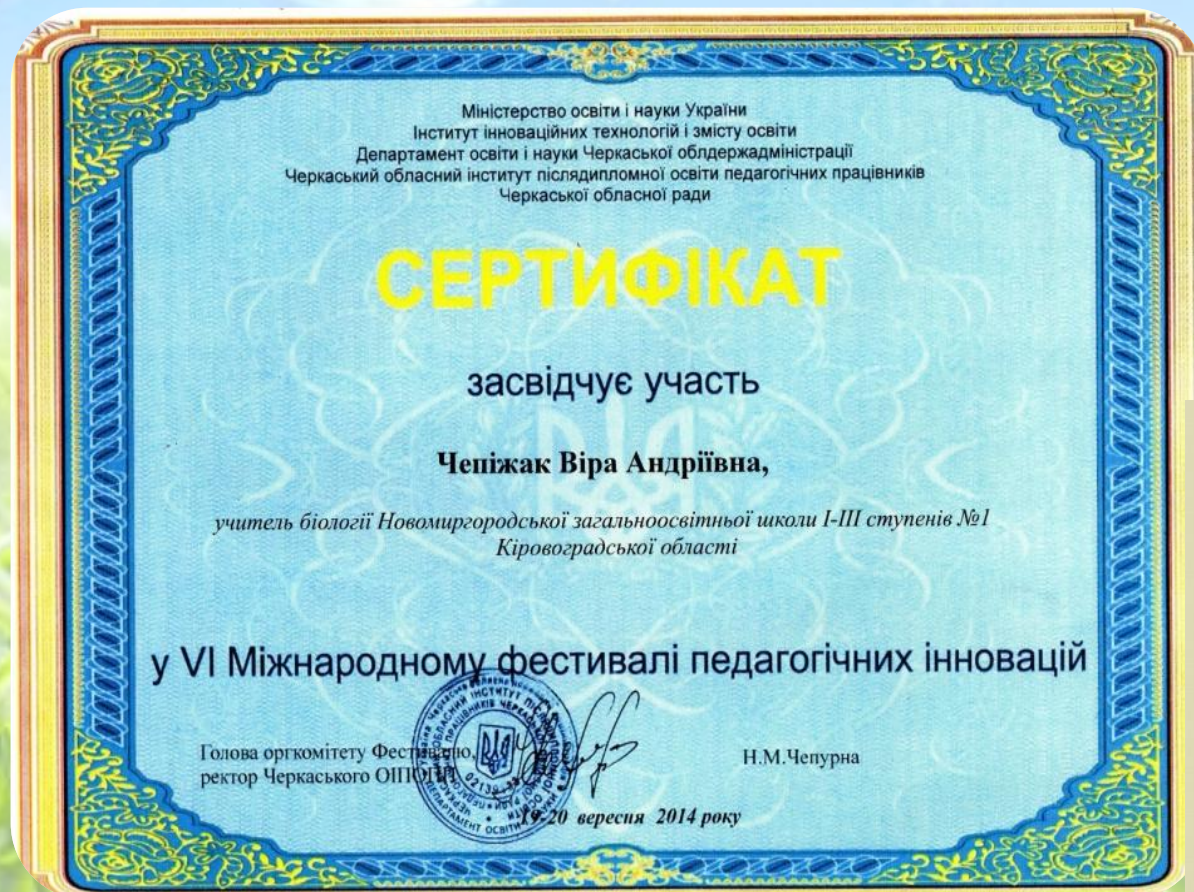 Міністерство освіти і науки України
Інститут інноваційних технологій і змісту освіти
Департамент освіти і науки Черкаської облдержадміністрації
Черкаський обласний інститут післядипломної освіти педагогічних працівників
Черкаської обласної ради
СЕРТИФІКАТ
засвідчує участь
Чепіжак Віра Андріївна,
учитель біології Новомиргородської загальноосвітньої школи І-ІІІ ступенів №1
Кіровоградської області
у VI Міжнародному фестивалі педагогічних інновацій
Голова оргкомітету Фестивалю,
ректор Черкаського ОІПОПП
Н.М.Чепурна
19-20 вересня 2014 року